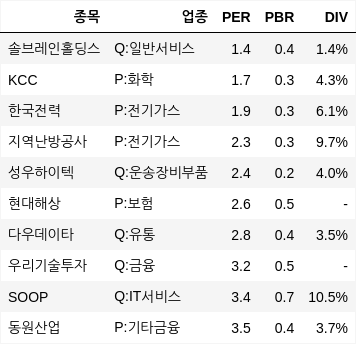 종목 업종 PER PBR DIV
솔브레인홀딩스 Q:일반서비스 1.4 0.4 1.4%
KCC P:화학 1.7 0.3 4.3%
한국전력 P:전기가스 1.9 0.3 6.1%
지역난방공사 P:전기가스 2.3 0.3 9.7%
성우하이텍 Q:운송장비부품 2.4 0.2 4.0%
현대해상 P:보험 2.6 0.5 -
다우데이타 Q:유통 2.8 0.4 3.5%
우리기술투자 Q:금융 3.2 0.5 -
SOOP Q:IT서비스 3.4 0.7 10.5%
동원산업 P:기타금융 3.5 0.4 3.7%